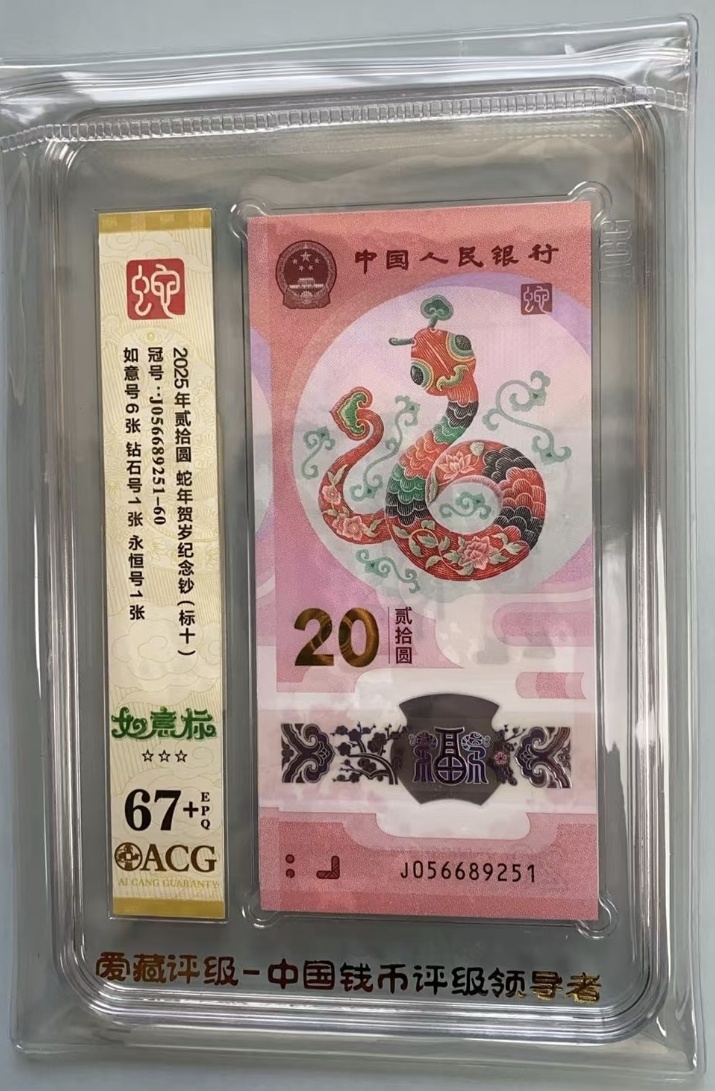 蛇
2025年贰拾圆 蛇年贺岁纪念钞(标十)
冠号:J056689251-60
如意号6张 钻石号1张 永恒号1张
如意标
☆☆☆
67+EPQ
ACG
AI CANG GUARANTY
中国人民银行
蛇
20 贰拾圆
福
J056689251
爱藏评级-中国钱币评级领导者
ACG